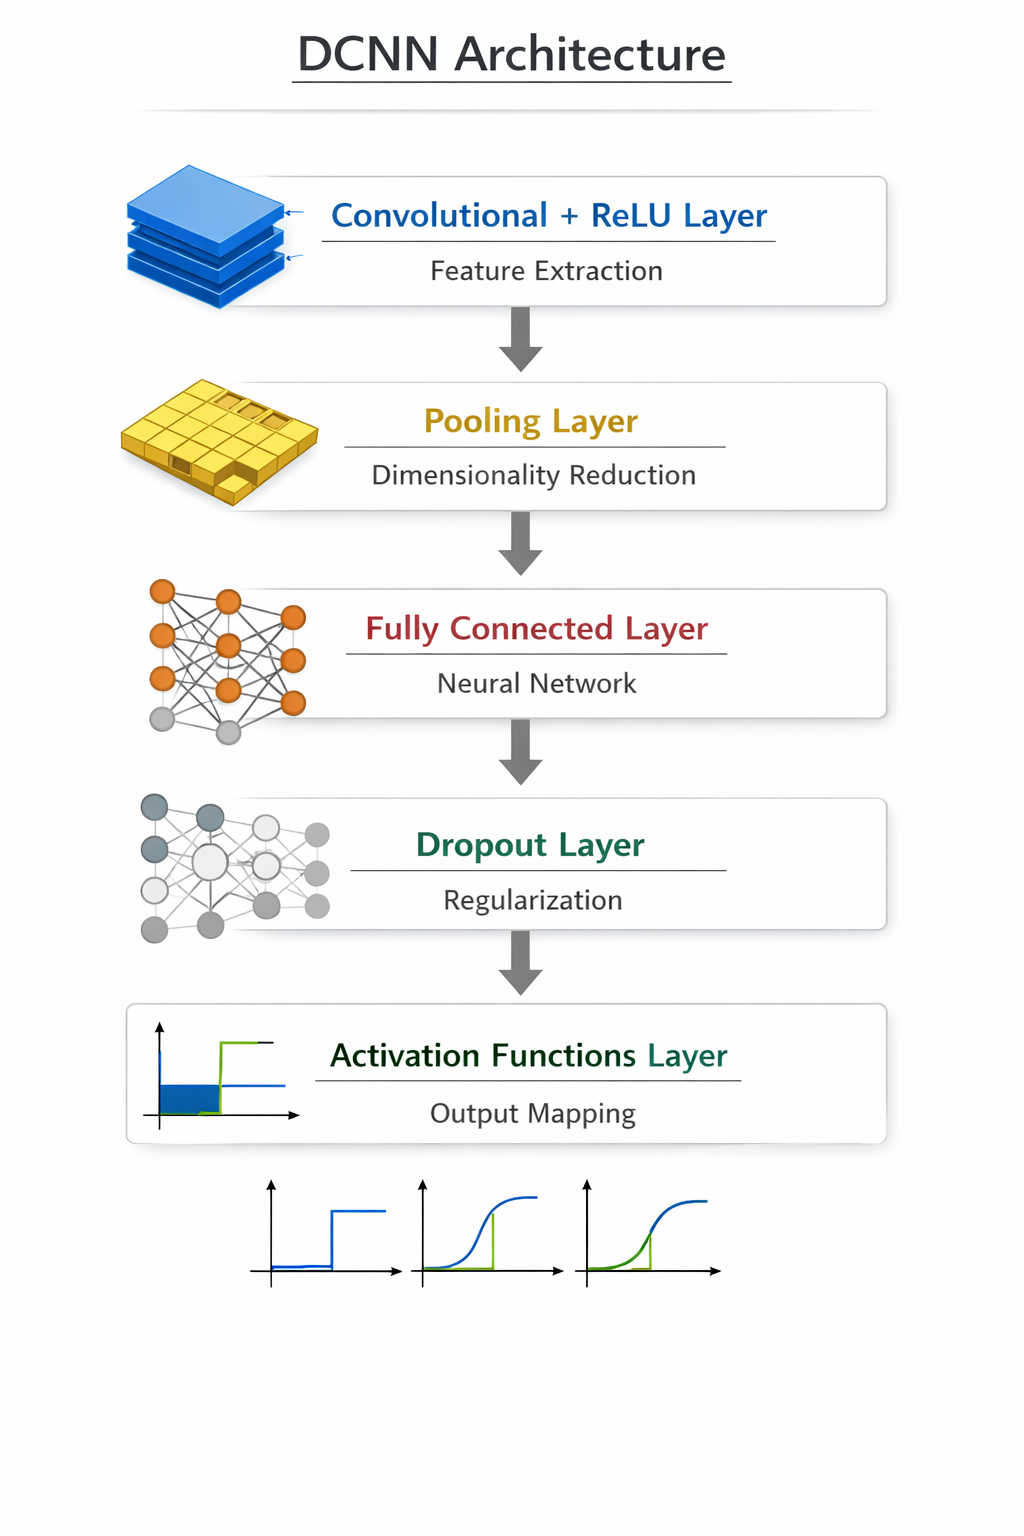 DCNN Architecture
Convolutional + ReLU Layer
Feature Extraction
Pooling Layer
Dimensionality Reduction
Fully Connected Layer
Neural Network
Dropout Layer
Regularization
Activation Functions Layer
Output Mapping